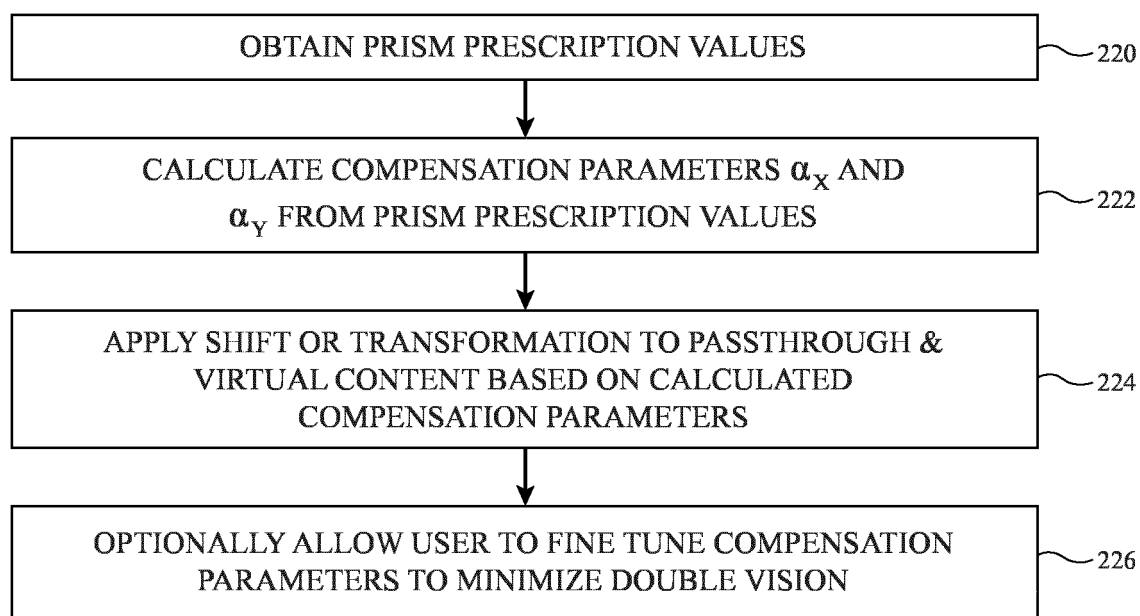 OBTAIN PRISM PRESCRIPTION VALUES
220
CALCULATE COMPENSATION PARAMETERS αX AND
αY FROM PRISM PRESCRIPTION VALUES
222
APPLY SHIFT OR TRANSFORMATION TO PASSTHROUGH &
VIRTUAL CONTENT BASED ON CALCULATED
COMPENSATION PARAMETERS
224
OPTIONALLY ALLOW USER TO FINE TUNE COMPENSATION
PARAMETERS TO MINIMIZE DOUBLE VISION
226